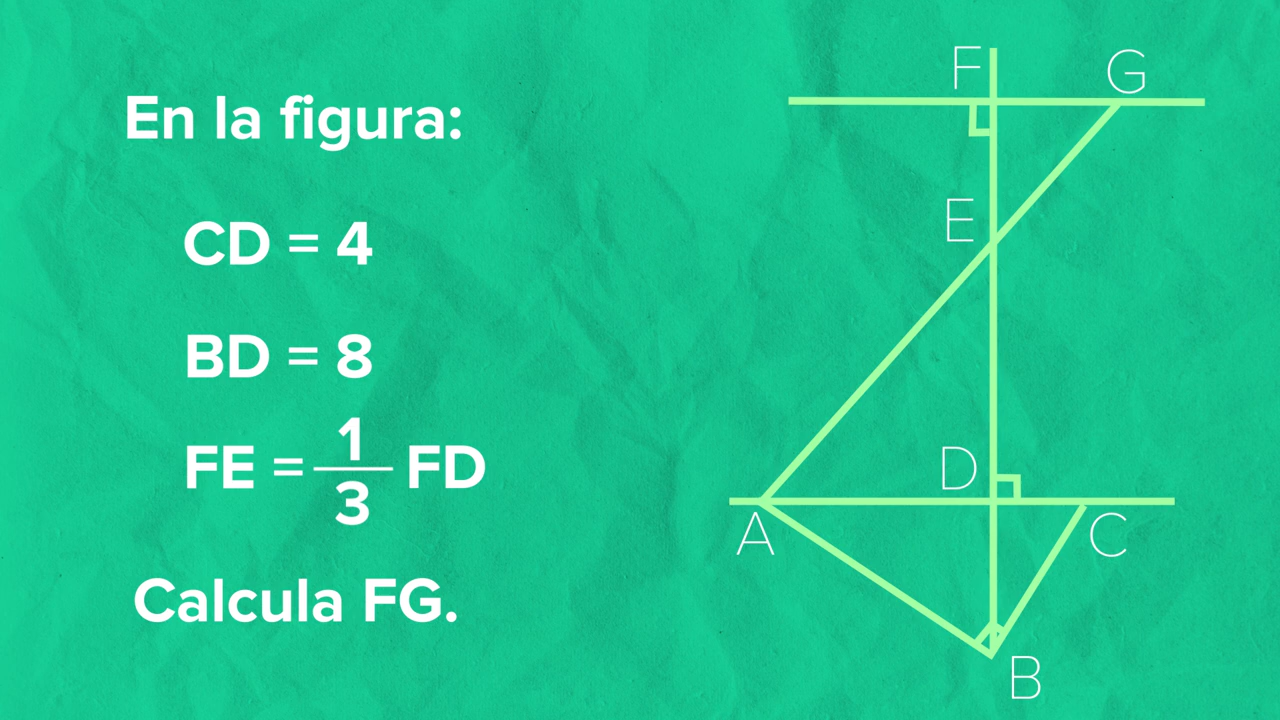 En la figura:
CD = 4
BD = 8
FE = 1/3 FD
Calcula FG.
F
G
E
D
A
C
B